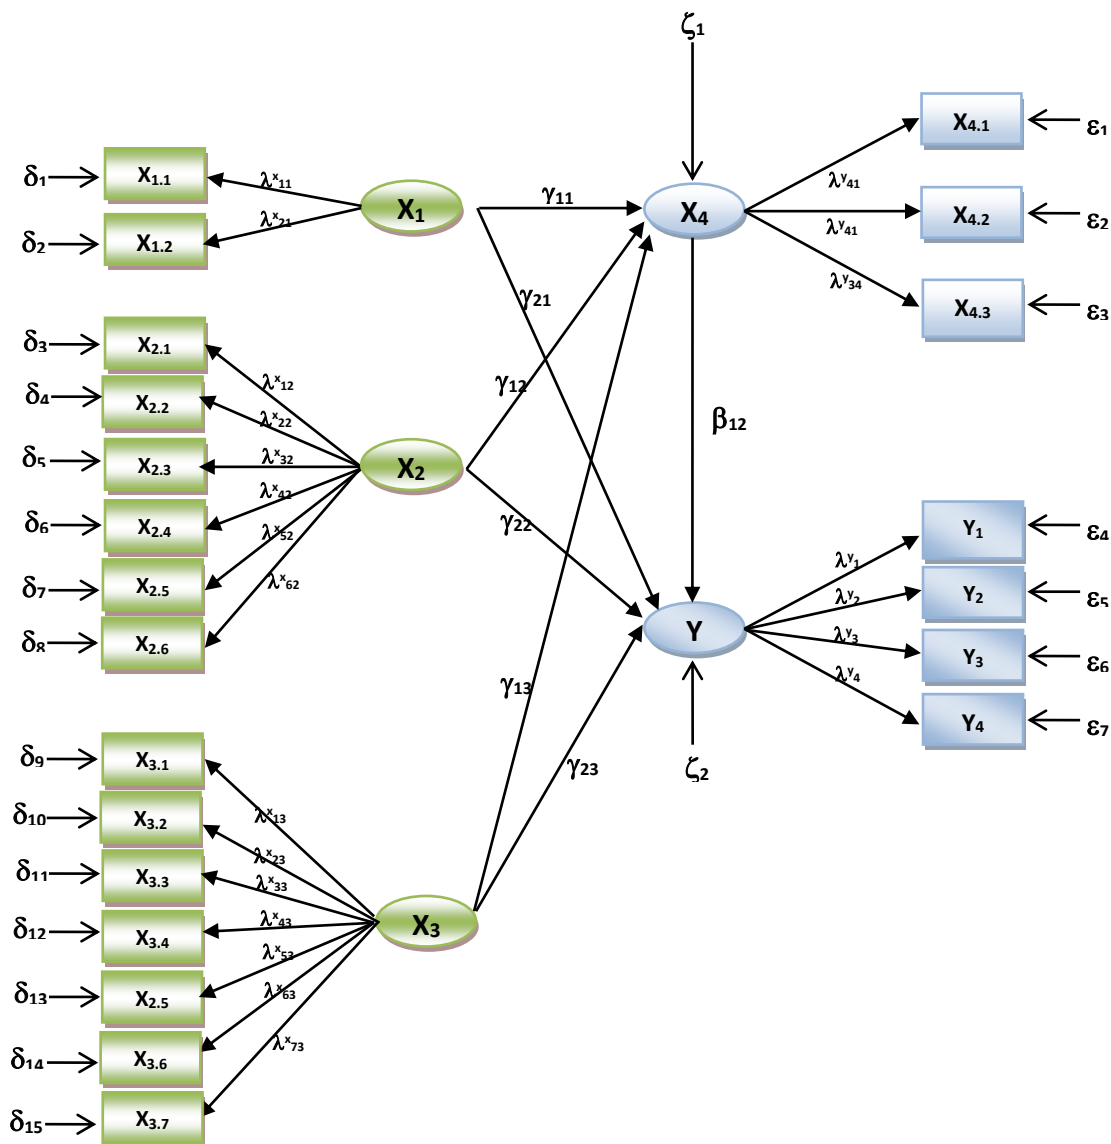 ζ₁
X₄.₁
ε₁
δ₁
X₁.₁
λˣ₁₁
X₁
γ₁₁
X₄
λʸ₄₁
X₄.₂
ε₂
λʸ₄₁
δ₂
X₁.₂
λˣ₂₁
γ₂₁
λʸ₃₄
X₄.₃
ε₃
δ₃
X₂.₁
λˣ₁₂
γ₁₂
δ₄
X₂.₂
λˣ₂₂
β₁₂
δ₅
X₂.₃
λˣ₃₂
X₂
δ₆
X₂.₄
λˣ₄₂
γ₂₂
Y₁
ε₄
δ₇
X₂.₅
λˣ₅₂
λʸ₁
Y₂
ε₅
δ₈
X₂.₆
λˣ₆₂
Y
λʸ₂
λʸ₃
Y₃
ε₆
γ₁₃
λʸ₄
Y₄
ε₇
δ₉
X₃.₁
γ₂₃
ζ₂
δ₁₀
X₃.₂
λˣ₁₃
δ₁₁
X₃.₃
λˣ₂₃
λˣ₃₃
δ₁₂
X₃.₄
λˣ₄₃
X₃
δ₁₃
X₂.₅
λˣ₅₃
λˣ₆₃
δ₁₄
X₃.₆
λˣ₇₃
δ₁₅
X₃.₇